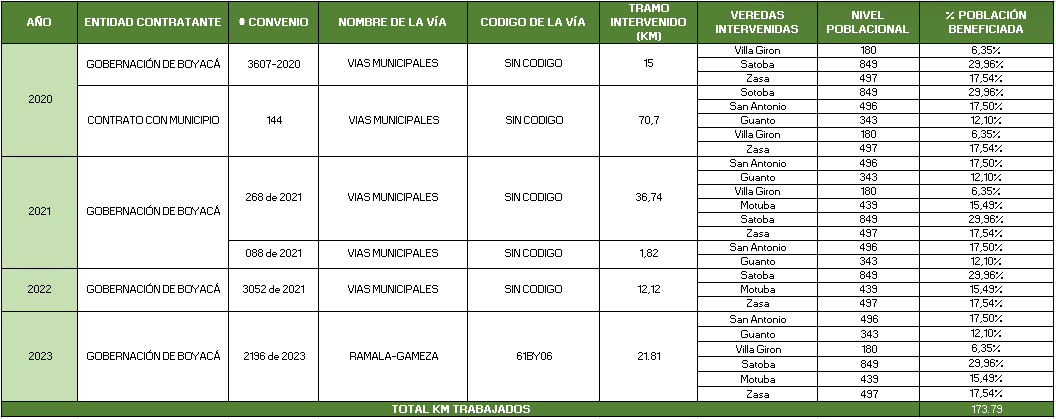 AÑO ENTIDAD CONTRATANTE # CONVENIO NOMBRE DE LA VÍA CODIGO DE LA VÍA TRAMO INTERVENIDO (KM) VEREDAS INTERVENIDAS NIVEL POBLACIONAL % POBLACIÓN BENEFICIADA
2020 GOBERNACIÓN DE BOYACÁ 3607-2020 VIAS MUNICIPALES SIN CODIGO 15 Villa Giron 180 6,35%
Satoba 849 29,96%
Zasa 497 17,54%
CONTRATO CON MUNICIPIO 144 VIAS MUNICIPALES SIN CODIGO 70,7 Sotoba 849 29,96%
San Antonio 496 17,50%
Guanto 343 12,10%
Villa Giron 180 6,35%
Zasa 497 17,54%
2021 GOBERNACIÓN DE BOYACÁ 268 de 2021 VIAS MUNICIPALES SIN CODIGO 36,74 San Antonio 496 17,50%
Guanto 343 12,10%
Villa Giron 180 6,35%
Motuba 439 15,49%
Satoba 849 29,96%
Zasa 497 17,54%
088 de 2021 VIAS MUNICIPALES SIN CODIGO 1,82 San Antonio 496 17,50%
Guanto 343 12,10%
2022 GOBERNACIÓN DE BOYACÁ 3052 de 2021 VIAS MUNICIPALES SIN CODIGO 12,12 Satoba 849 29,96%
Motuba 439 15,49%
Zasa 497 17,54%
2023 GOBERNACIÓN DE BOYACÁ 2196 de 2023 RAMALA-GAMEZA 61BY06 21.81 San Antonio 496 17,50%
Guanto 343 12,10%
Villa Giron 180 6,35%
Satoba 849 29,96%
Motuba 439 15,49%
Zasa 497 17,54%
TOTAL KM TRABAJADOS 173.79